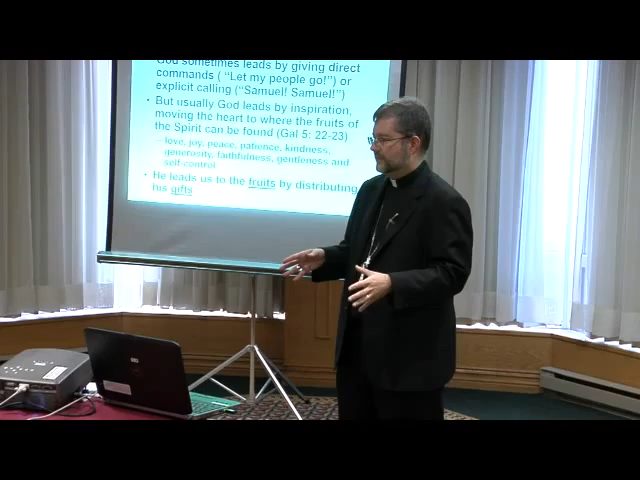 God sometimes leads by giving direct
commands ( “Let my people go!”) or
explicit calling (“Samuel! Samuel!”)
• But usually God leads by inspiration,
moving the heart to where the fruits of
the Spirit can be found (Gal 5: 22-23)
– love, joy, peace, patience, kindness,
generosity, faithfulness, gentleness and
self-control
• He leads us to the fruits by distributing
his gifts